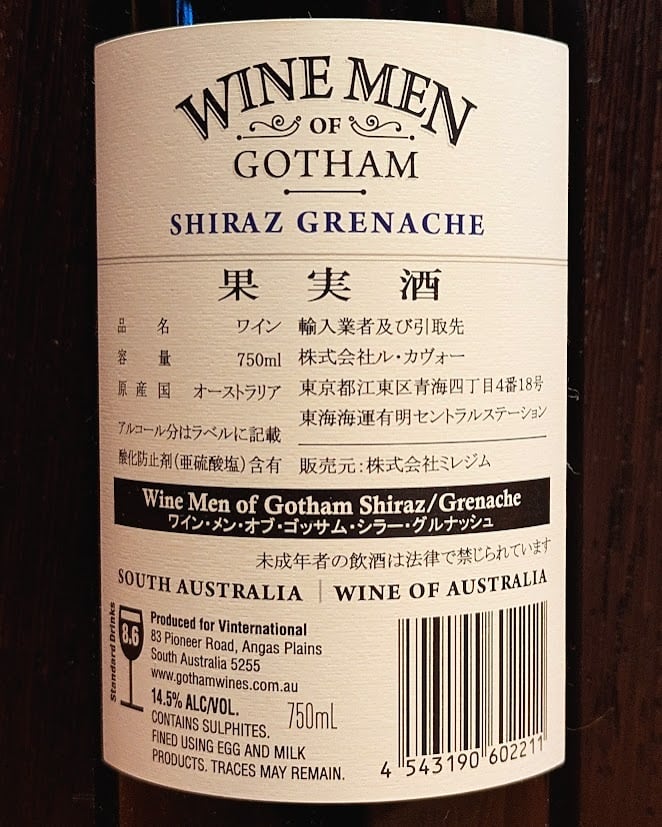 WINE MEN
OF
GOTHAM
SHIRAZ GRENACHE
果実酒
品名 ワイン
容量 750ml
原産国 オーストラリア
アルコール分はラベルに記載
酸化防止剤(亜硫酸塩)含有
輸入業者及び引取先
株式会社ル・カヴォー
東京都江東区青海四丁目4番18号
東海海運有明セントラルステーション
販売元:株式会社ミレジム
Wine Men of Gotham Shiraz/Grenache
ワイン・メン・オブ・ゴッサム・シラー・グルナッシュ
未成年者の飲酒は法律で禁じられています
SOUTH AUSTRALIA | WINE OF AUSTRALIA
Standard Drinks
8.6
Produced for Vinternational
83 Pioneer Road, Angas Plains
South Australia 5255
www.gothamwines.com.au
14.5% ALC/VOL.
750mL
CONTAINS SULPHITES.
FINED USING EGG AND MILK
PRODUCTS. TRACES MAY REMAIN.
4 543190 602211